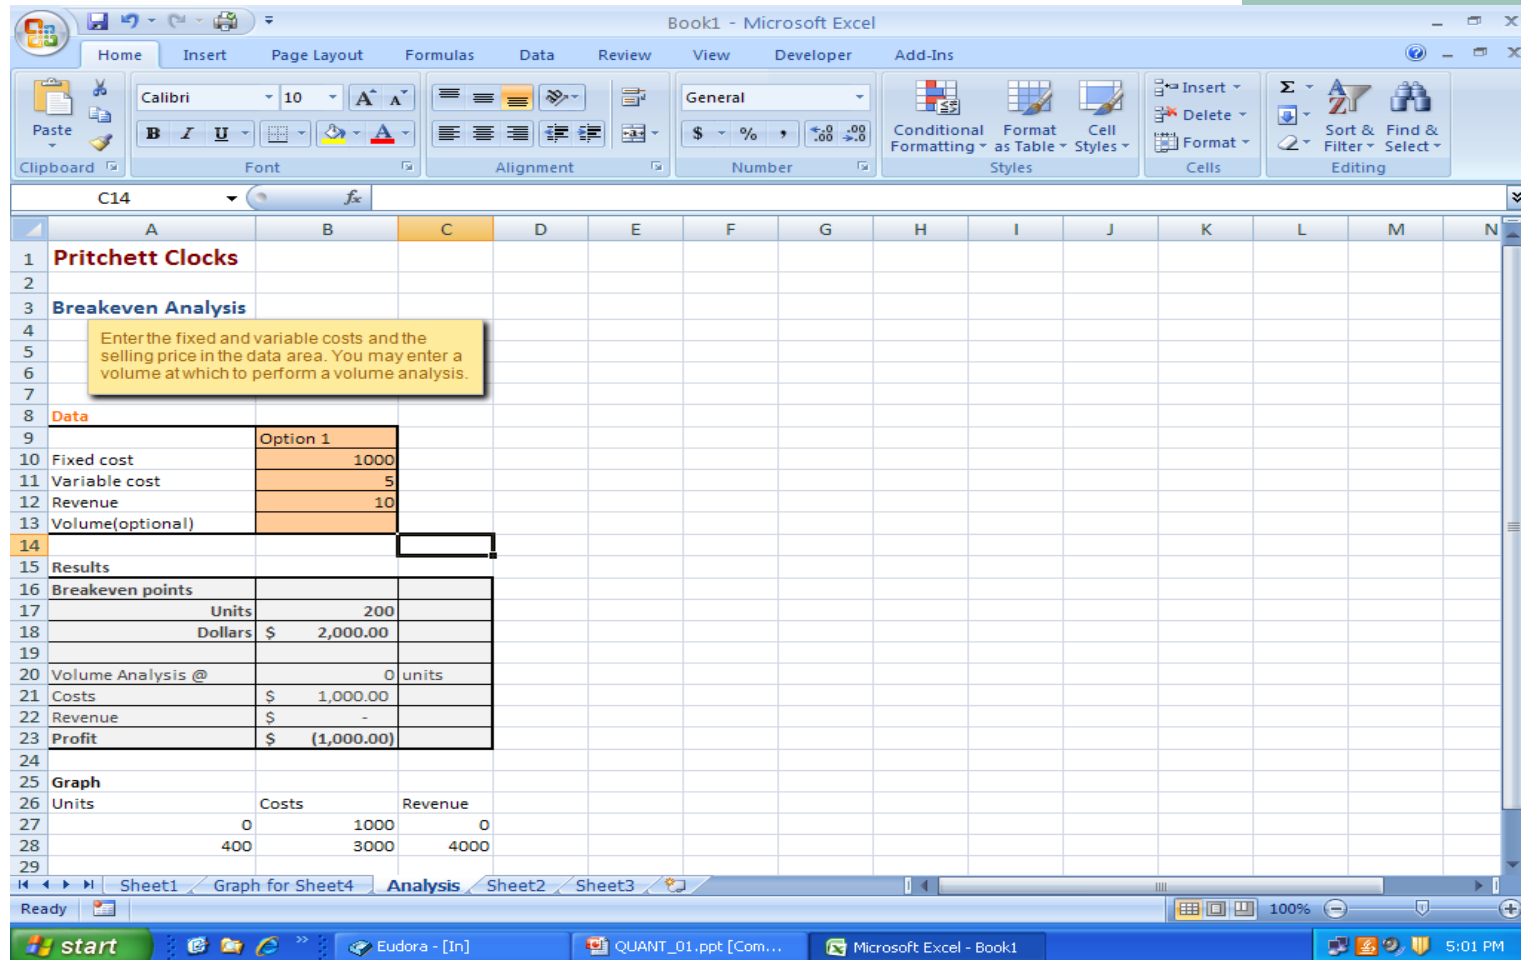 Book1 - Microsoft Excel
Home Insert Page Layout Formulas Data Review View Developer Add-Ins
Paste
Calibri 10
B I U
General
$ % ,
Conditional Formatting
Format as Table
Cell Styles
Insert
Delete
Format
Σ
Sort & Filter
Find & Select
Clipboard Font Alignment Number Styles Cells Editing
C14 fx
A B C D E F G H I J K L M N
1 Pritchett Clocks
2
3 Breakeven Analysis
4
5
6
7
Enter the fixed and variable costs and the
selling price in the data area. You may enter a
volume at which to perform a volume analysis.
8 Data
9 Option 1
10 Fixed cost 1000
11 Variable cost 5
12 Revenue 10
13 Volume(optional)
14
15 Results
16 Breakeven points
17 Units 200
18 Dollars $ 2,000.00
19
20 Volume Analysis @ 0 units
21 Costs $ 1,000.00
22 Revenue $ -
23 Profit $ (1,000.00)
24
25 Graph
26 Units Costs Revenue
27 0 1000 0
28 400 3000 4000
29
Sheet1 Graph for Sheet4 Analysis Sheet2 Sheet3
Ready 100%
start Eudora - [In] QUANT_01.ppt [Com... Microsoft Excel - Book1 5:01 PM